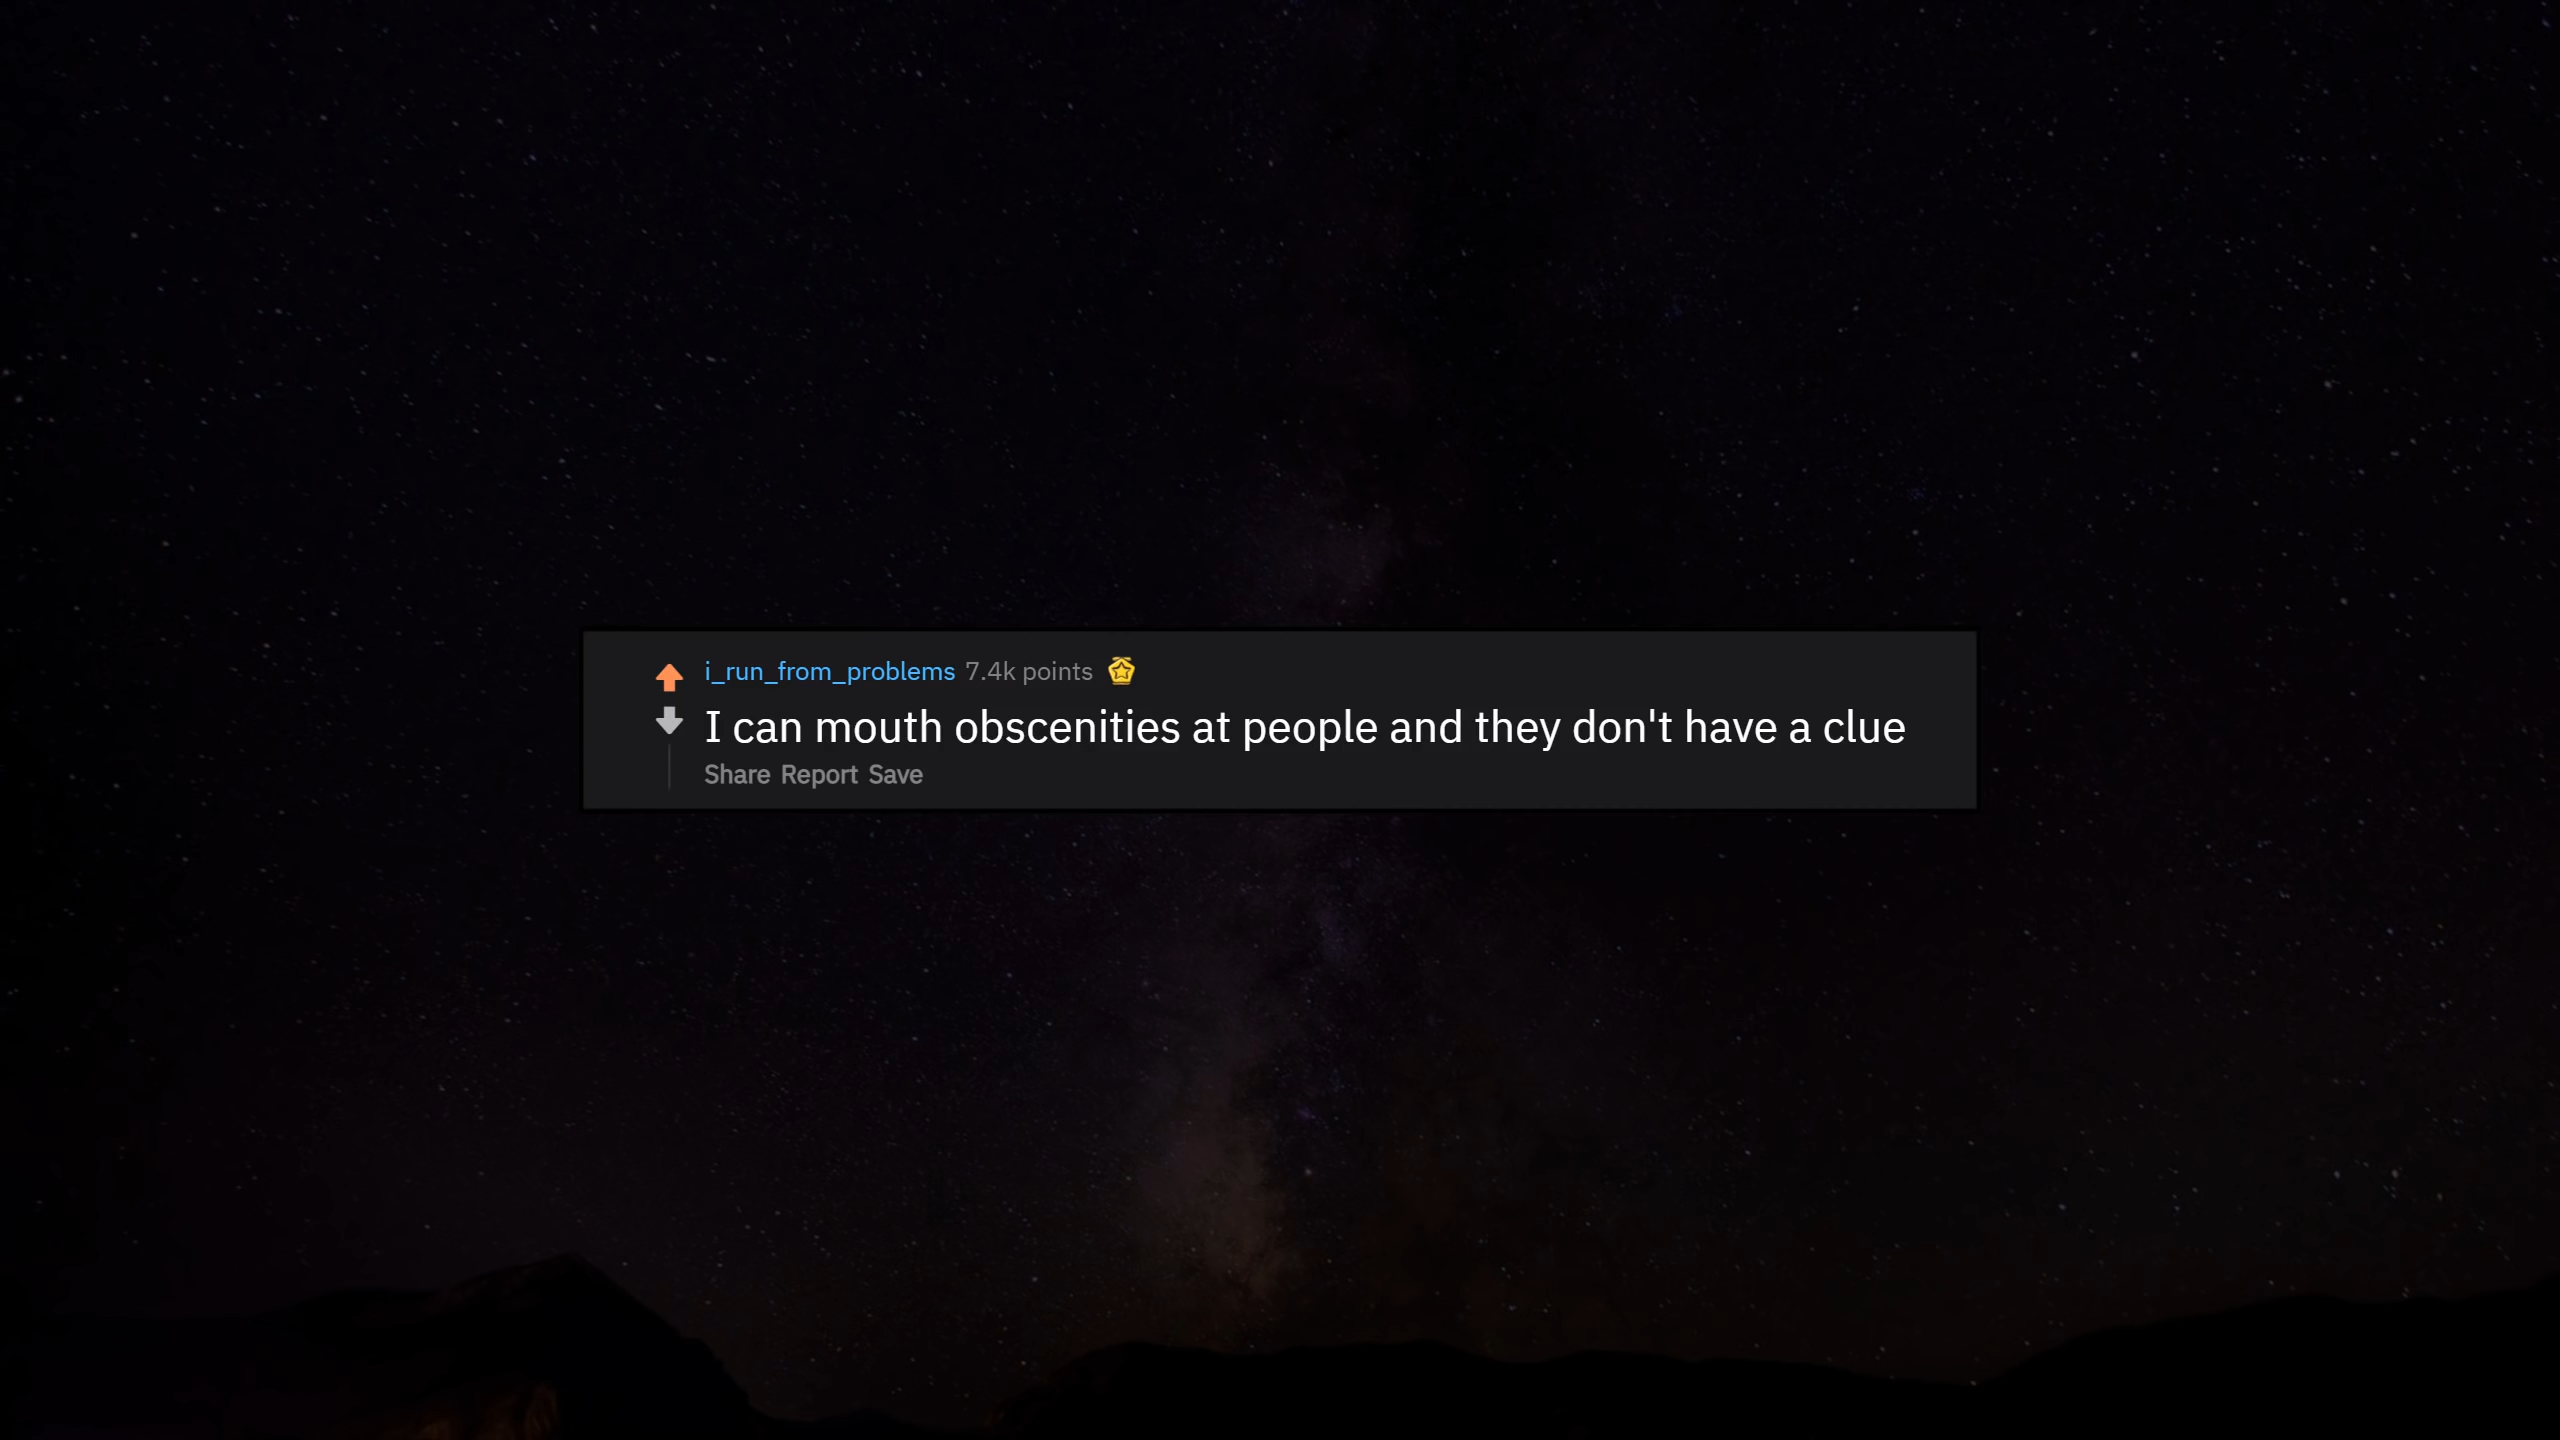 i_run_from_problems 7.4k points
I can mouth obscenities at people and they don't have a clue
Share Report Save